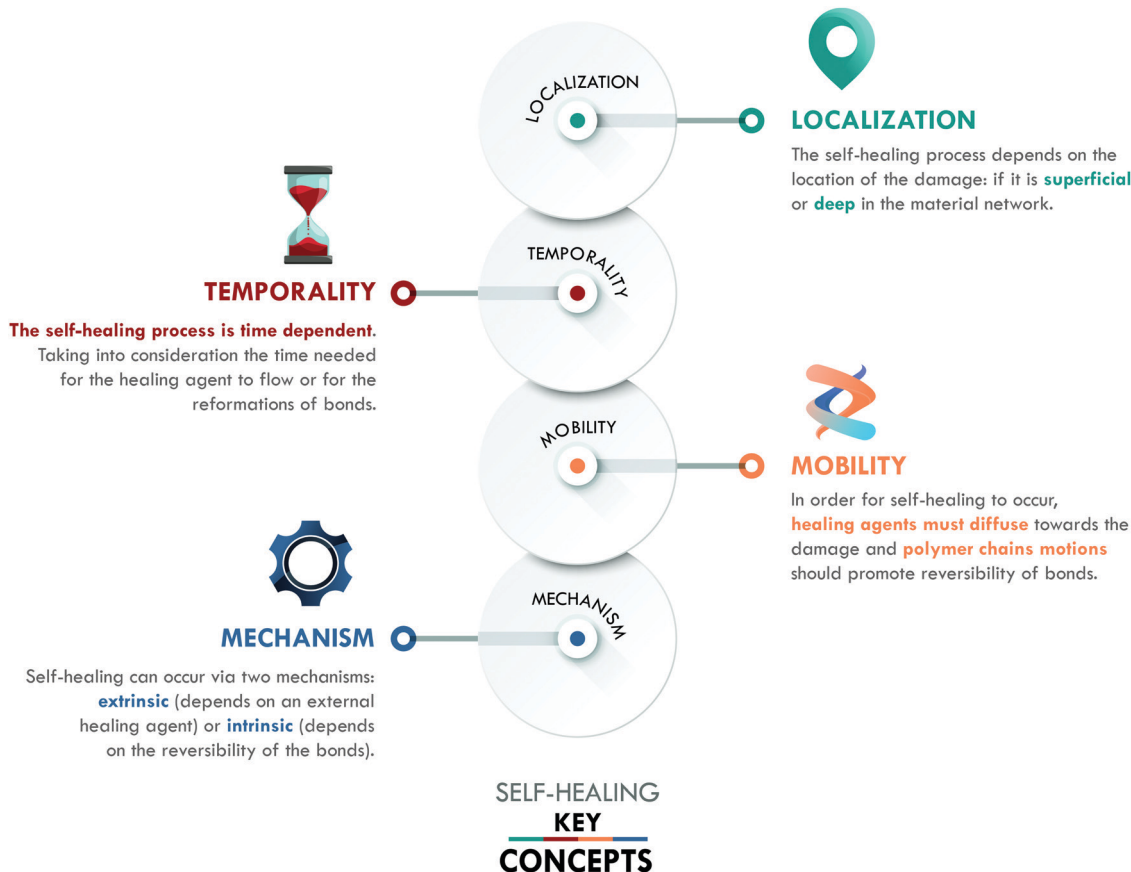 LOCALIZATION
LOCALIZATION
The self-healing process depends on the
location of the damage: if it is superficial
or deep in the material network.
TEMPORALITY
TEMPORALITY
The self-healing process is time dependent.
Taking into consideration the time needed
for the healing agent to flow or for the
reformations of bonds.
MOBILITY
MOBILITY
In order for self-healing to occur,
healing agents must diffuse towards the
damage and polymer chains motions
should promote reversibility of bonds.
MECHANISM
MECHANISM
Self-healing can occur via two mechanisms:
extrinsic (depends on an external
healing agent) or intrinsic (depends
on the reversibility of the bonds).
SELF-HEALING
KEY
CONCEPTS